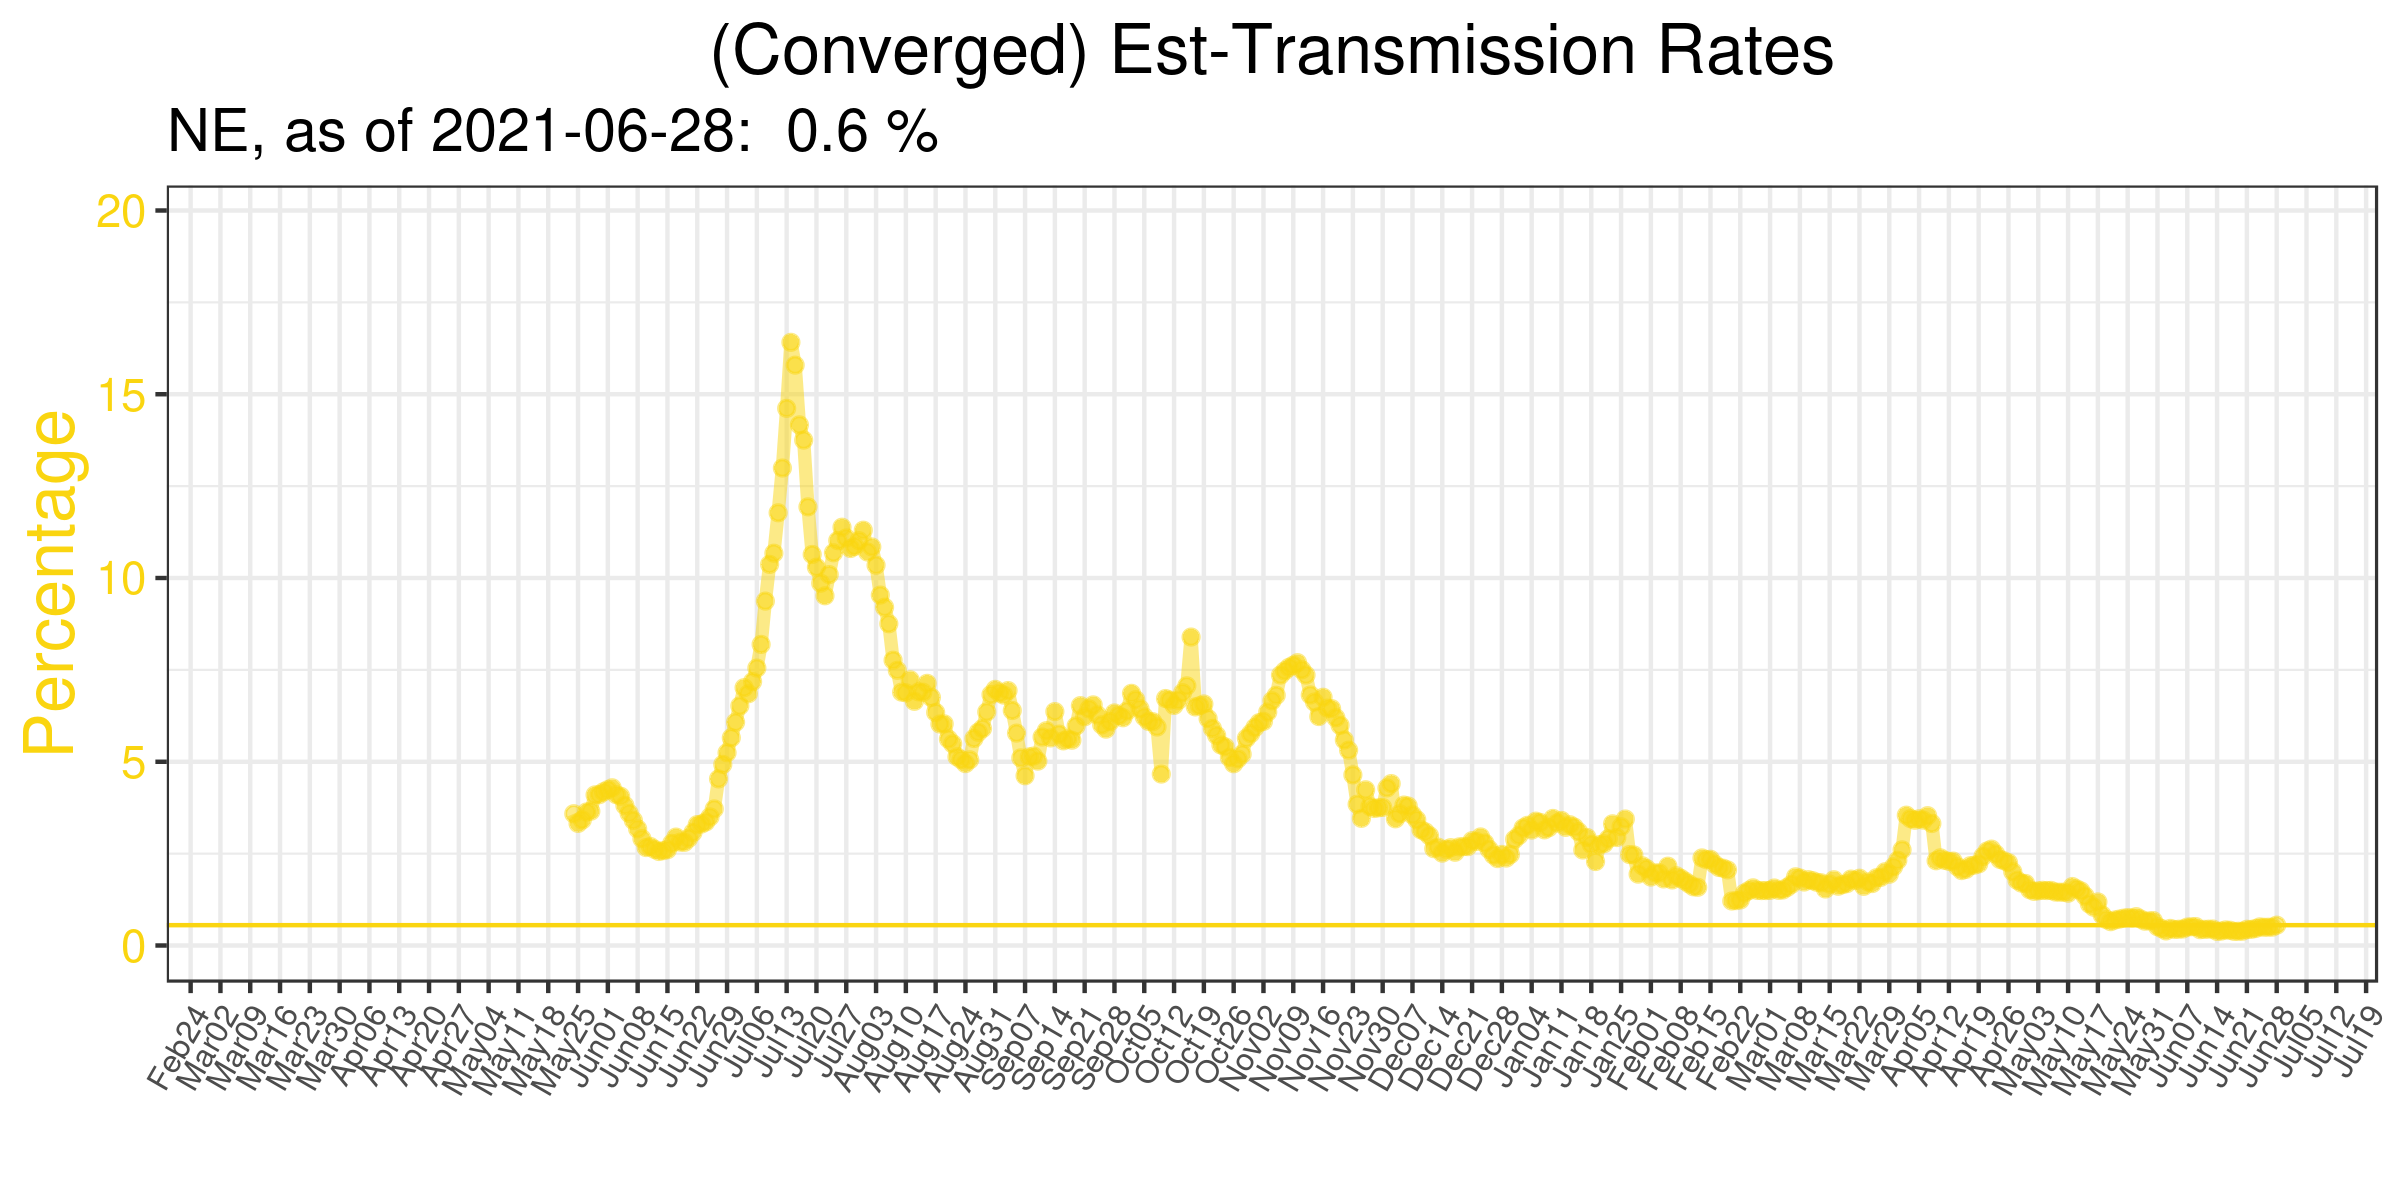 (Converged) Est-Transmission Rates
NE, as of 2021-06-28:  0.6 %
Percentage
20
15
10
5
0
Feb24
Mar02
Mar09
Mar16
Mar23
Mar30
Apr06
Apr13
Apr20
Apr27
May04
May11
May18
May25
Jun01
Jun08
Jun15
Jun22
Jun29
Jul06
Jul13
Jul20
Jul27
Aug03
Aug10
Aug17
Aug24
Aug31
Sep07
Sep14
Sep21
Sep28
Oct05
Oct12
Oct19
Oct26
Nov02
Nov09
Nov16
Nov23
Nov30
Dec07
Dec14
Dec21
Dec28
Jan04
Jan11
Jan18
Jan25
Feb01
Feb08
Feb15
Feb22
Mar01
Mar08
Mar15
Mar22
Mar29
Apr05
Apr12
Apr19
Apr26
May03
May10
May17
May24
May31
Jun07
Jun14
Jun21
Jun28
Jul05
Jul12
Jul19